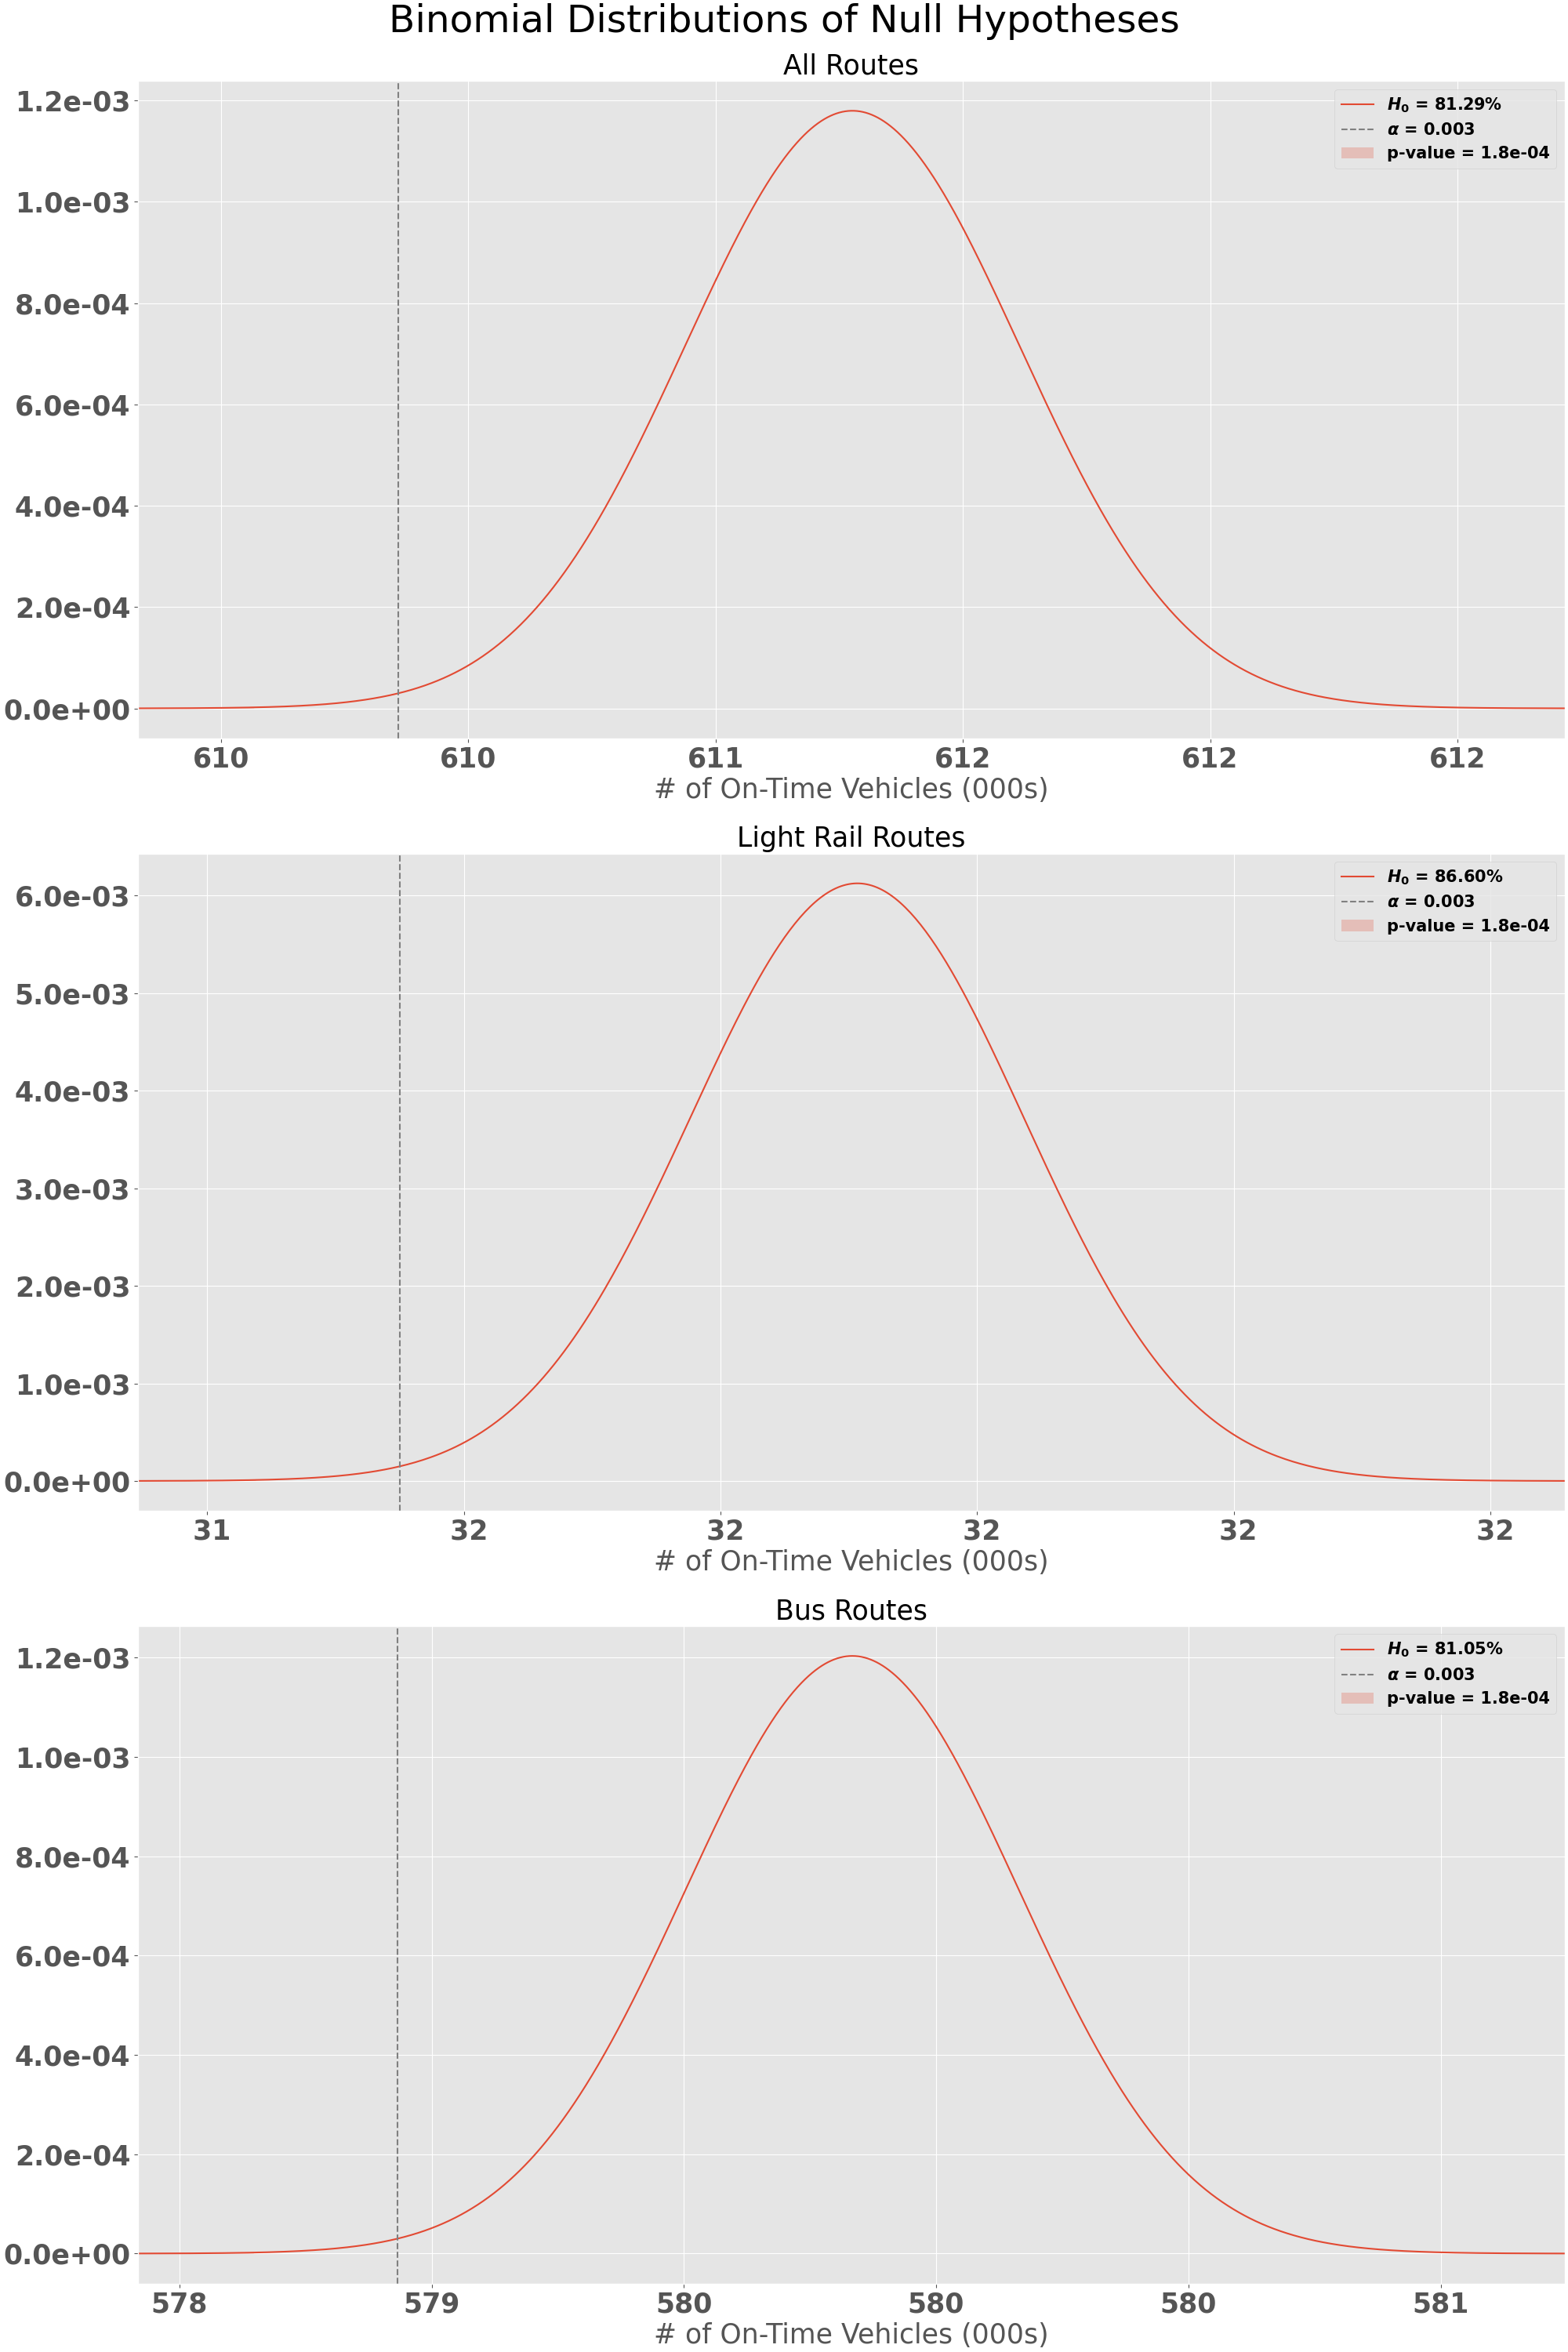 Binomial Distributions of Null Hypotheses
All Routes
1.2e-03
1.0e-03
8.0e-04
6.0e-04
4.0e-04
2.0e-04
0.0e+00
H₀ = 81.29%
α = 0.003
p-value = 1.8e-04
610 610 611 612 612 612
# of On-Time Vehicles (000s)
Light Rail Routes
6.0e-03
5.0e-03
4.0e-03
3.0e-03
2.0e-03
1.0e-03
0.0e+00
H₀ = 86.60%
α = 0.003
p-value = 1.8e-04
31 32 32 32 32 32
# of On-Time Vehicles (000s)
Bus Routes
1.2e-03
1.0e-03
8.0e-04
6.0e-04
4.0e-04
2.0e-04
0.0e+00
H₀ = 81.05%
α = 0.003
p-value = 1.8e-04
578 579 580 580 580 581
# of On-Time Vehicles (000s)